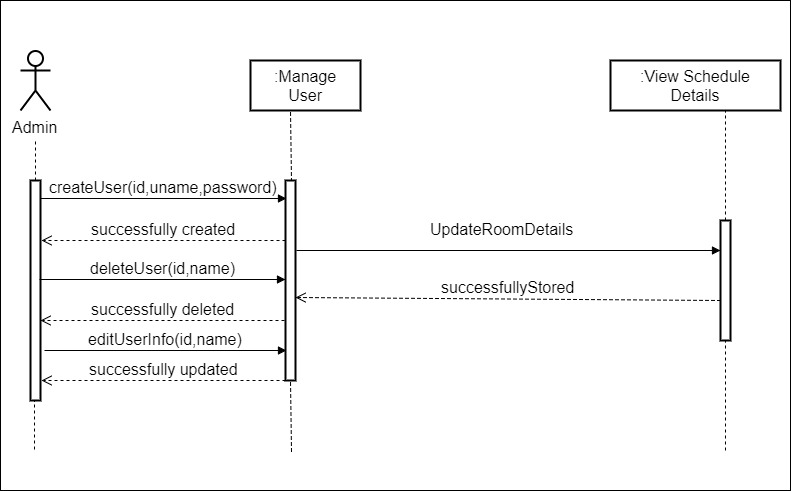 :Manage
User
:View Schedule
Details
Admin
createUser(id,uname,password)
successfully created
UpdateRoomDetails
deleteUser(id,name)
successfullyStored
successfully deleted
editUserInfo(id,name)
successfully updated